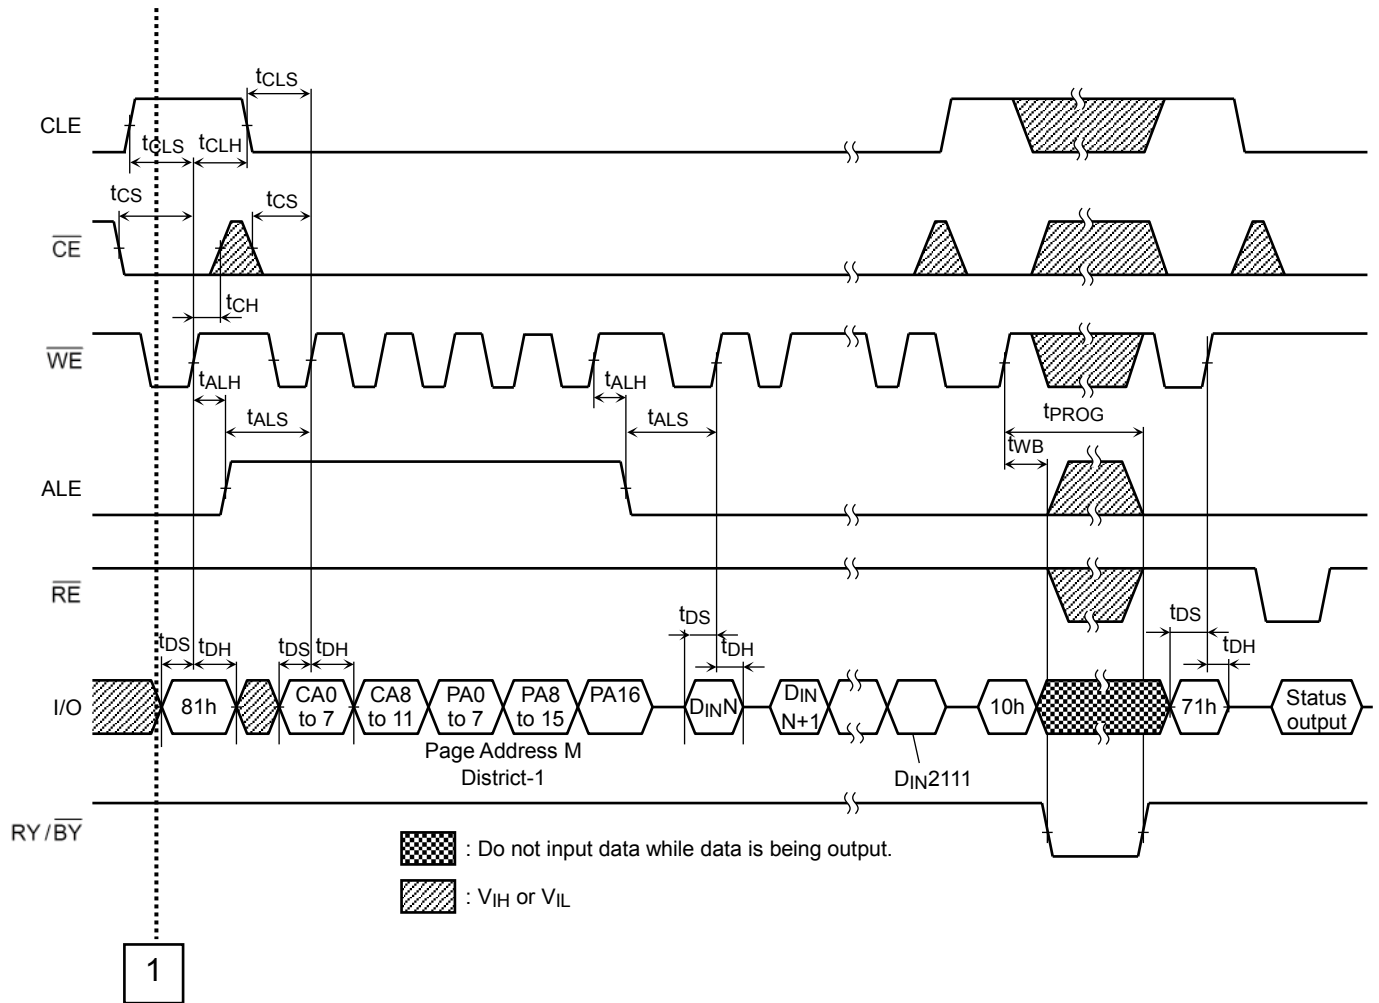 tCLS
CLE
tCLS
tCLH
tCS
tCS
CE
tCH
WE
tALH
tALH
tALS
tALS
tPROG
tWB
ALE
RE
tDS
tDH
tDS
tDH
tDS
tDH
tDS
tDH
I/O
81h
CA0
to 7
CA8
to 11
PA0
to 7
PA8
to 15
PA16
DINN
DIN
N+1
10h
71h
Status
output
Page Address M
District-1
DIN2111
RY/BY
: Do not input data while data is being output.
: VIH or VIL
1